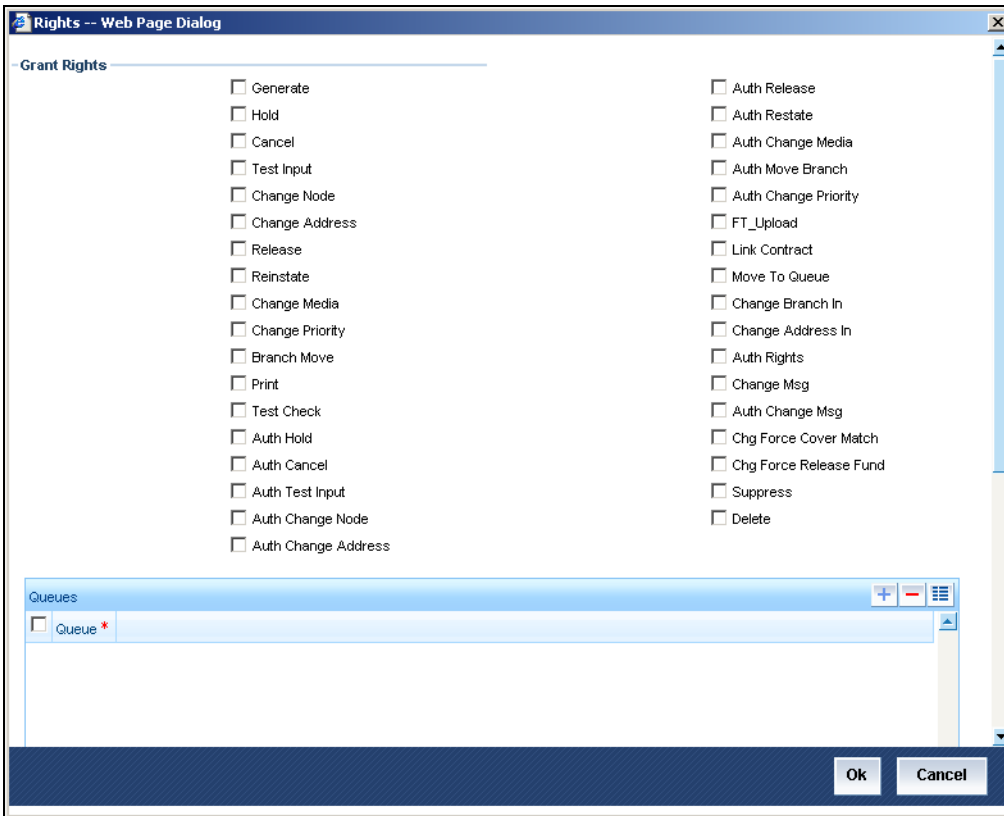 Rights -- Web Page Dialog
Grant Rights
Generate
Hold
Cancel
Test Input
Change Node
Change Address
Release
Reinstate
Change Media
Change Priority
Branch Move
Print
Test Check
Auth Hold
Auth Cancel
Auth Test Input
Auth Change Node
Auth Change Address
Auth Release
Auth Restate
Auth Change Media
Auth Move Branch
Auth Change Priority
FT_Upload
Link Contract
Move To Queue
Change Branch In
Change Address In
Auth Rights
Change Msg
Auth Change Msg
Chg Force Cover Match
Chg Force Release Fund
Suppress
Delete
Queues
Queue *
Ok Cancel